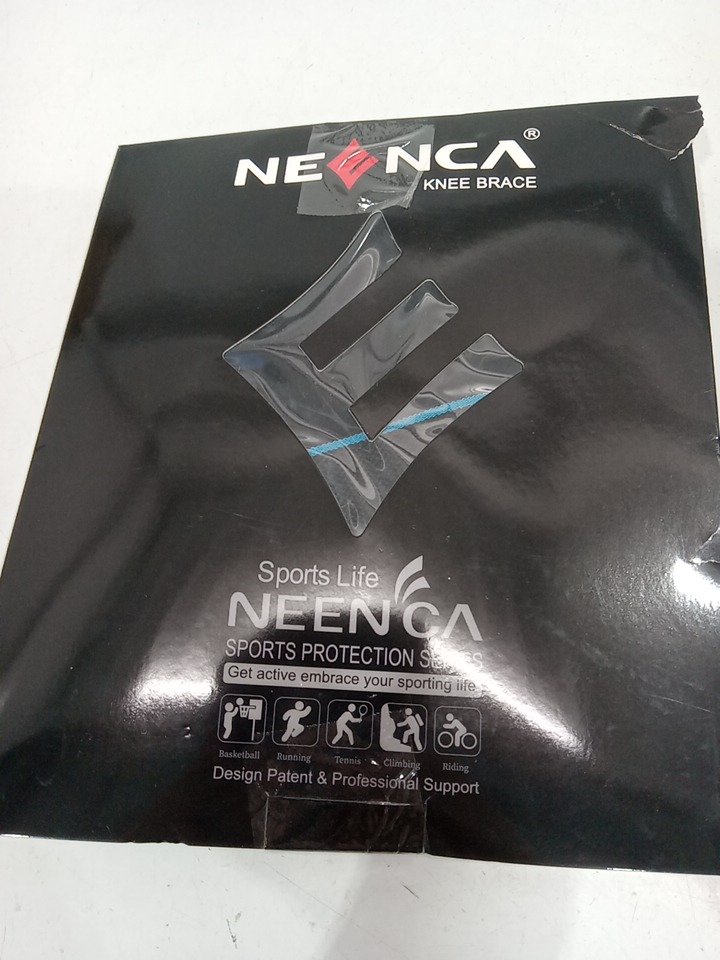 NEENCA®
KNEE BRACE
Sports Life
NEENCA
SPORTS PROTECTION SERIES
Get active embrace your sporting life
Basketball Running Tennis Climbing Riding
Design Patent & Professional Support